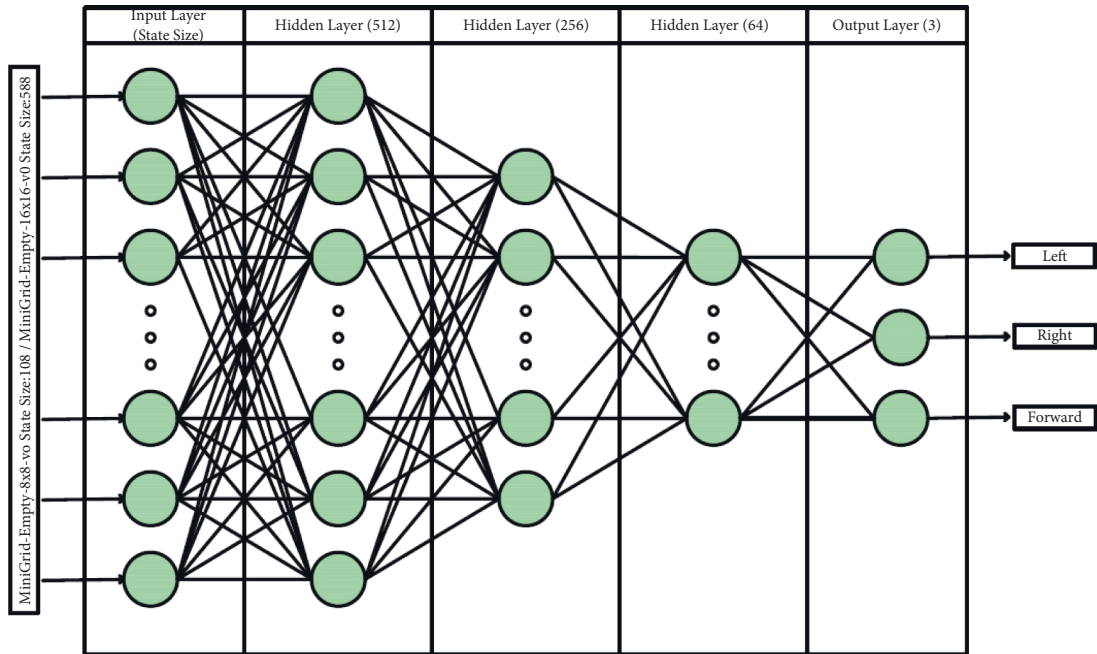 Input Layer
(State Size)
Hidden Layer (512)
Hidden Layer (256)
Hidden Layer (64)
Output Layer (3)
MiniGrid-Empty-8x8-vo State Size:108 / MiniGrid-Empty-16x16-v0 State Size:588
Left
Right
Forward